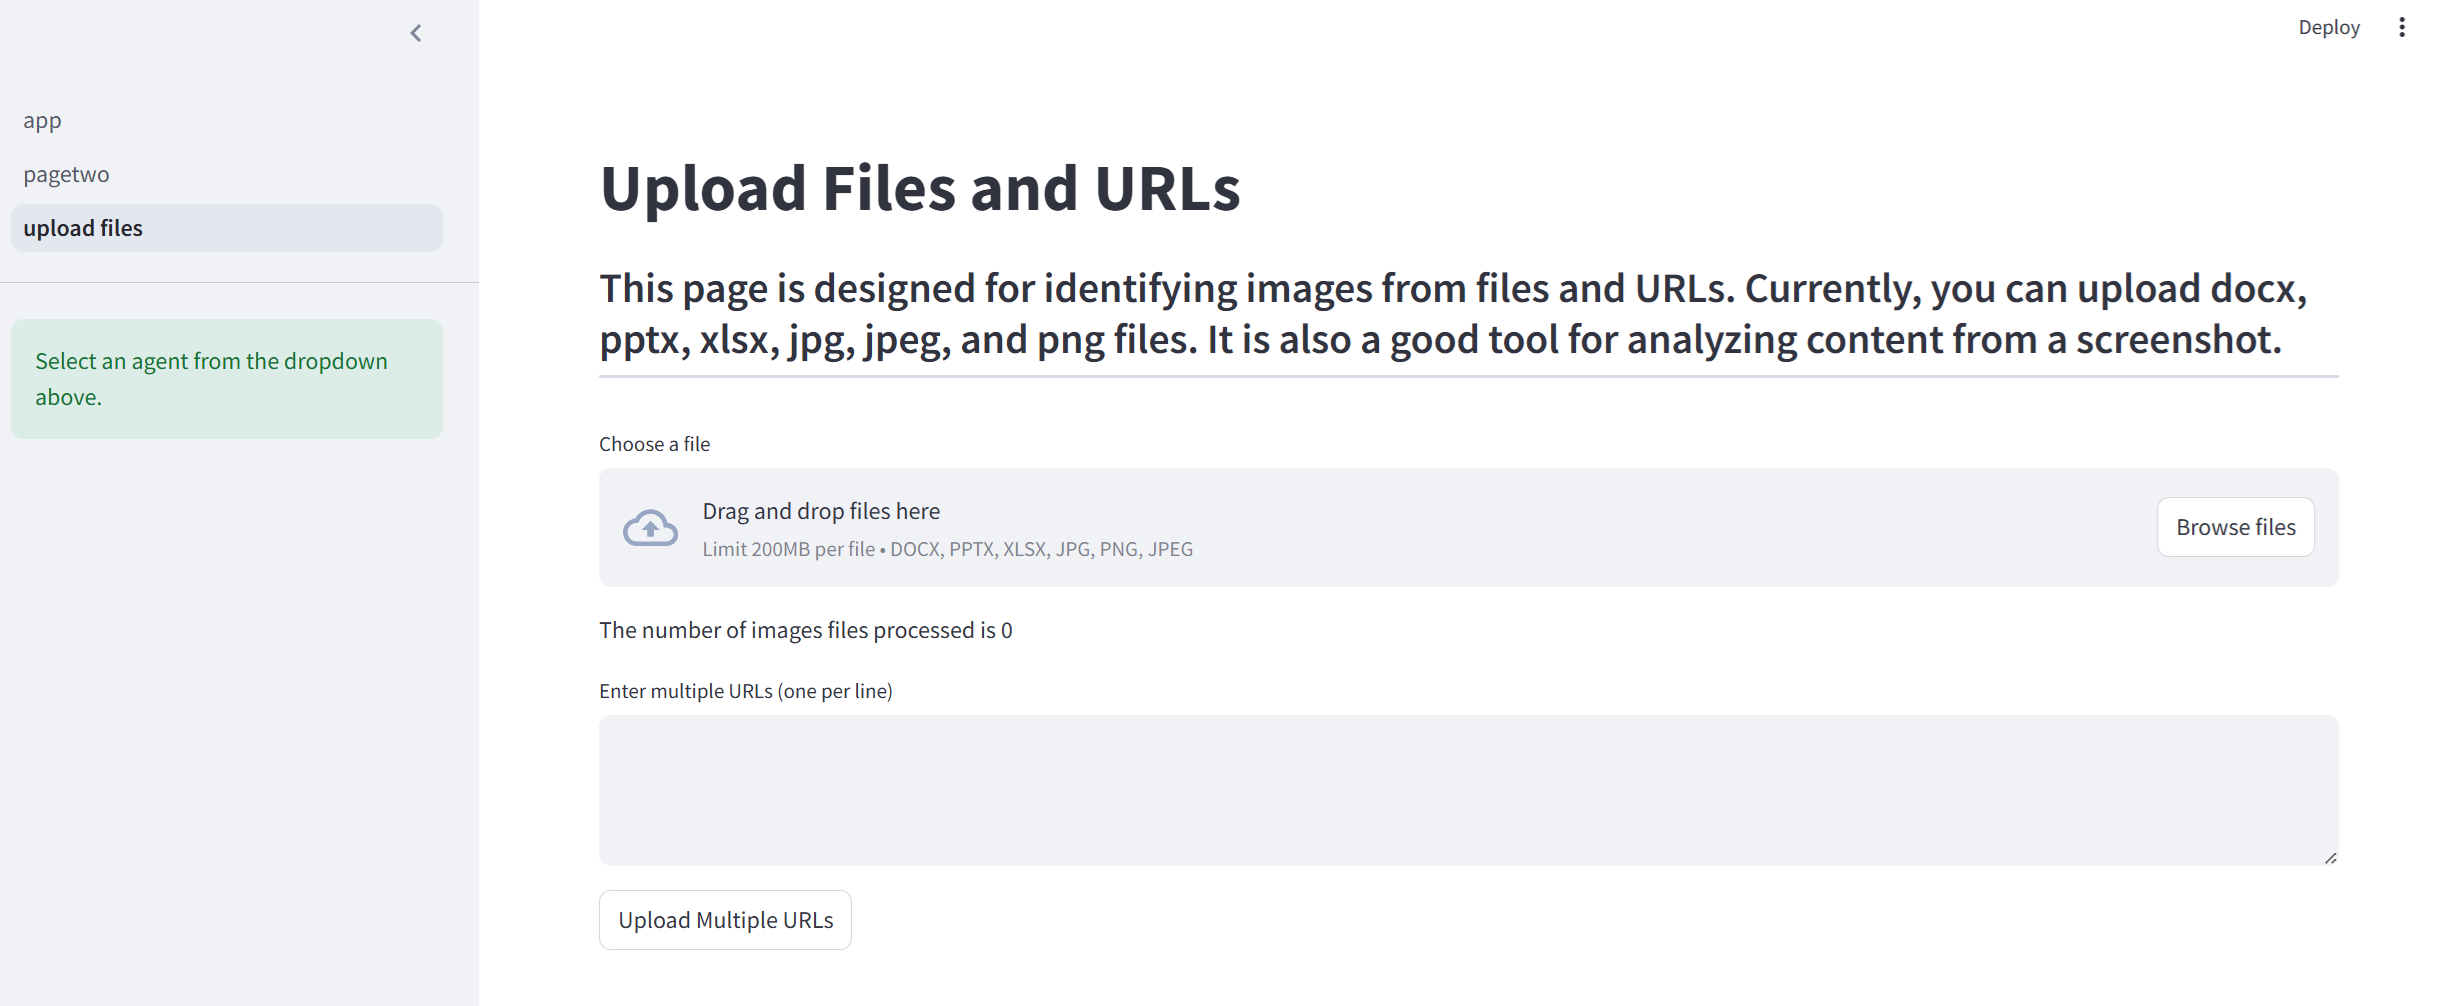 Deploy
app
pagetwo
upload files
Select an agent from the dropdown
above.
Upload Files and URLs
This page is designed for identifying images from files and URLs. Currently, you can upload docx,
pptx, xlsx, jpg, jpeg, and png files. It is also a good tool for analyzing content from a screenshot.
Choose a file
Drag and drop files here
Limit 200MB per file • DOCX, PPTX, XLSX, JPG, PNG, JPEG
Browse files
The number of images files processed is 0
Enter multiple URLs (one per line)
Upload Multiple URLs